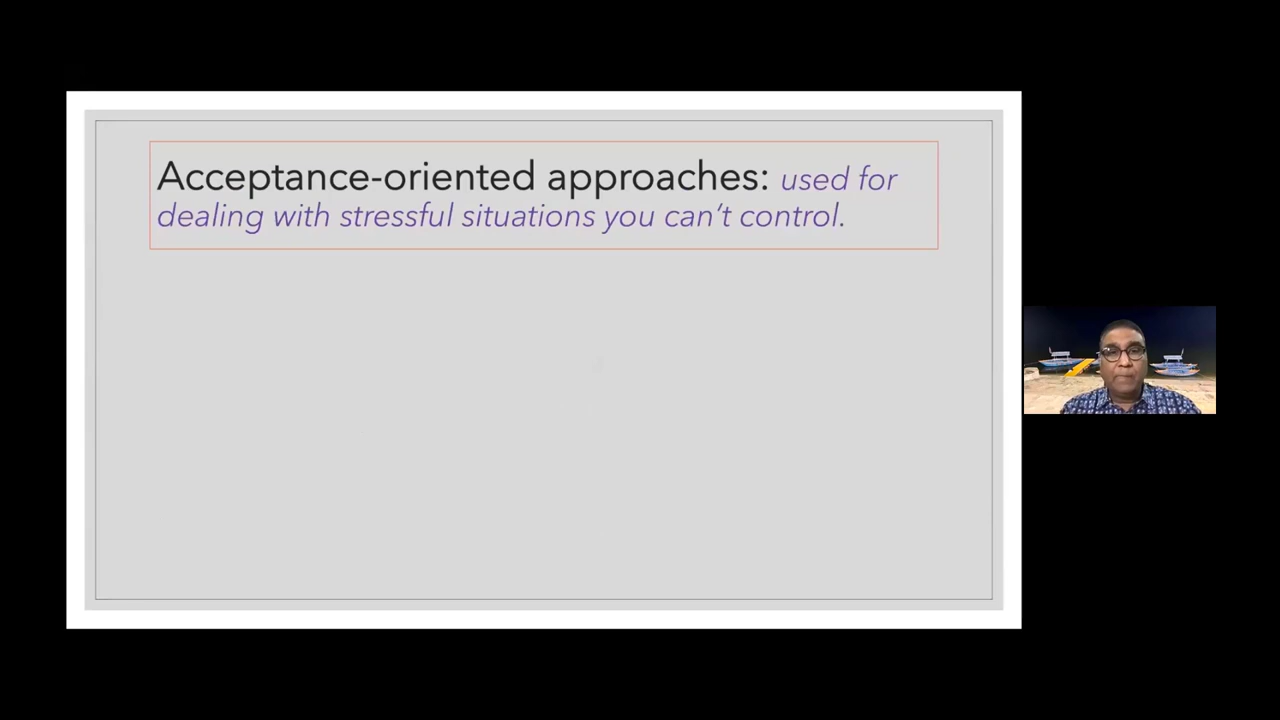 Acceptance-oriented approaches: used for
dealing with stressful situations you can’t control.